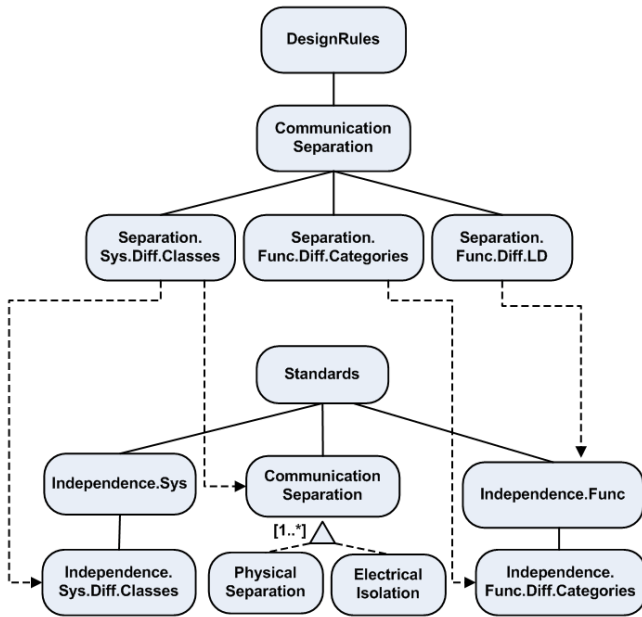 DesignRules
Communication
Separation
Separation.
Sys.Diff.Classes
Separation.
Func.Diff.Categories
Separation.
Func.Diff.LD
Standards
Independence.Sys
Communication
Separation
Independence.Func
[1..*]
Independence.
Sys.Diff.Classes
Physical
Separation
Electrical
Isolation
Independence.
Func.Diff.Categories